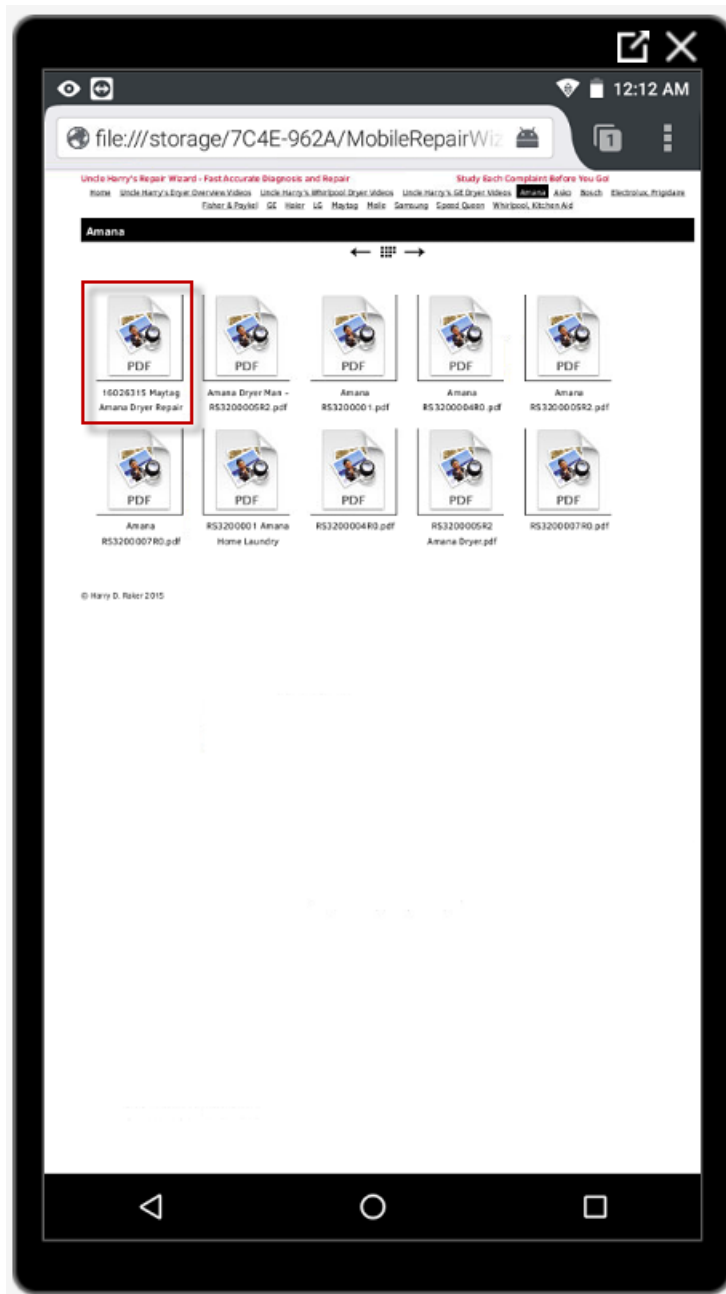 12:12 AM
file:///storage/7C4E-962A/MobileRepairWiz
1
Uncle Harry's Repair Wizard - Fast Accurate Diagnosis and Repair Study Each Complaint Before You Go!
Home Uncle Harry's Dryer Overview Videos Uncle Harry's Whirlpool Dryer Videos Uncle Harry's GE Dryer Videos Amana Asko Bosch Electrolux, Frigidare
Fisher & Paykel GE Haier LG Maytag Meile Samsung Speed Queen Whirlpool, Kitchen Aid
Amana
PDF PDF PDF PDF PDF
16026315 Maytag Amana Dryer Man - Amana Amana Amana
Amana Dryer Repair RS3200005R2.pdf RS3200001.pdf RS3200004R0.pdf RS3200005R2.pdf
PDF PDF PDF PDF PDF
Amana RS3200001 Amana RS3200004R0.pdf RS3200005R2 RS3200007R0.pdf
RS3200007R0.pdf Home Laundry Amana Dryer.pdf
© Harry D. Raker 2015